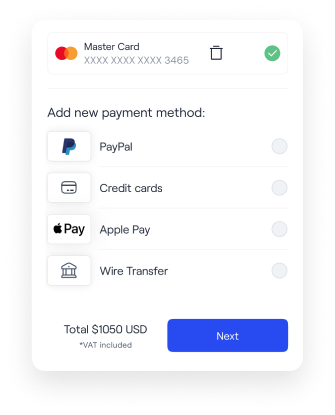 Master Card
XXXX XXXX XXXX 3465
Add new payment method:
PayPal
Credit cards
Pay
Apple Pay
Wire Transfer
Total $1050 USD
*VAT included
Next